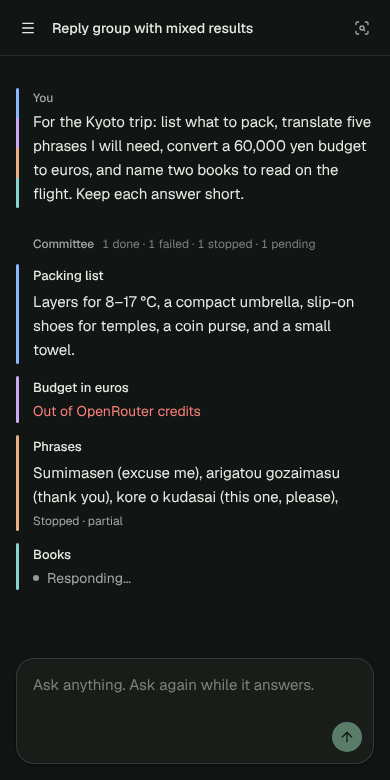 Reply group with mixed results
You
For the Kyoto trip: list what to pack, translate five
phrases I will need, convert a 60,000 yen budget
to euros, and name two books to read on the
flight. Keep each answer short.
Committee 1 done · 1 failed · 1 stopped · 1 pending
Packing list
Layers for 8–17 °C, a compact umbrella, slip-on
shoes for temples, a coin purse, and a small
towel.
Budget in euros
Out of OpenRouter credits
Phrases
Sumimasen (excuse me), arigatou gozaimasu
(thank you), kore o kudasai (this one, please),
Stopped · partial
Books
Responding…
Ask anything. Ask again while it answers.